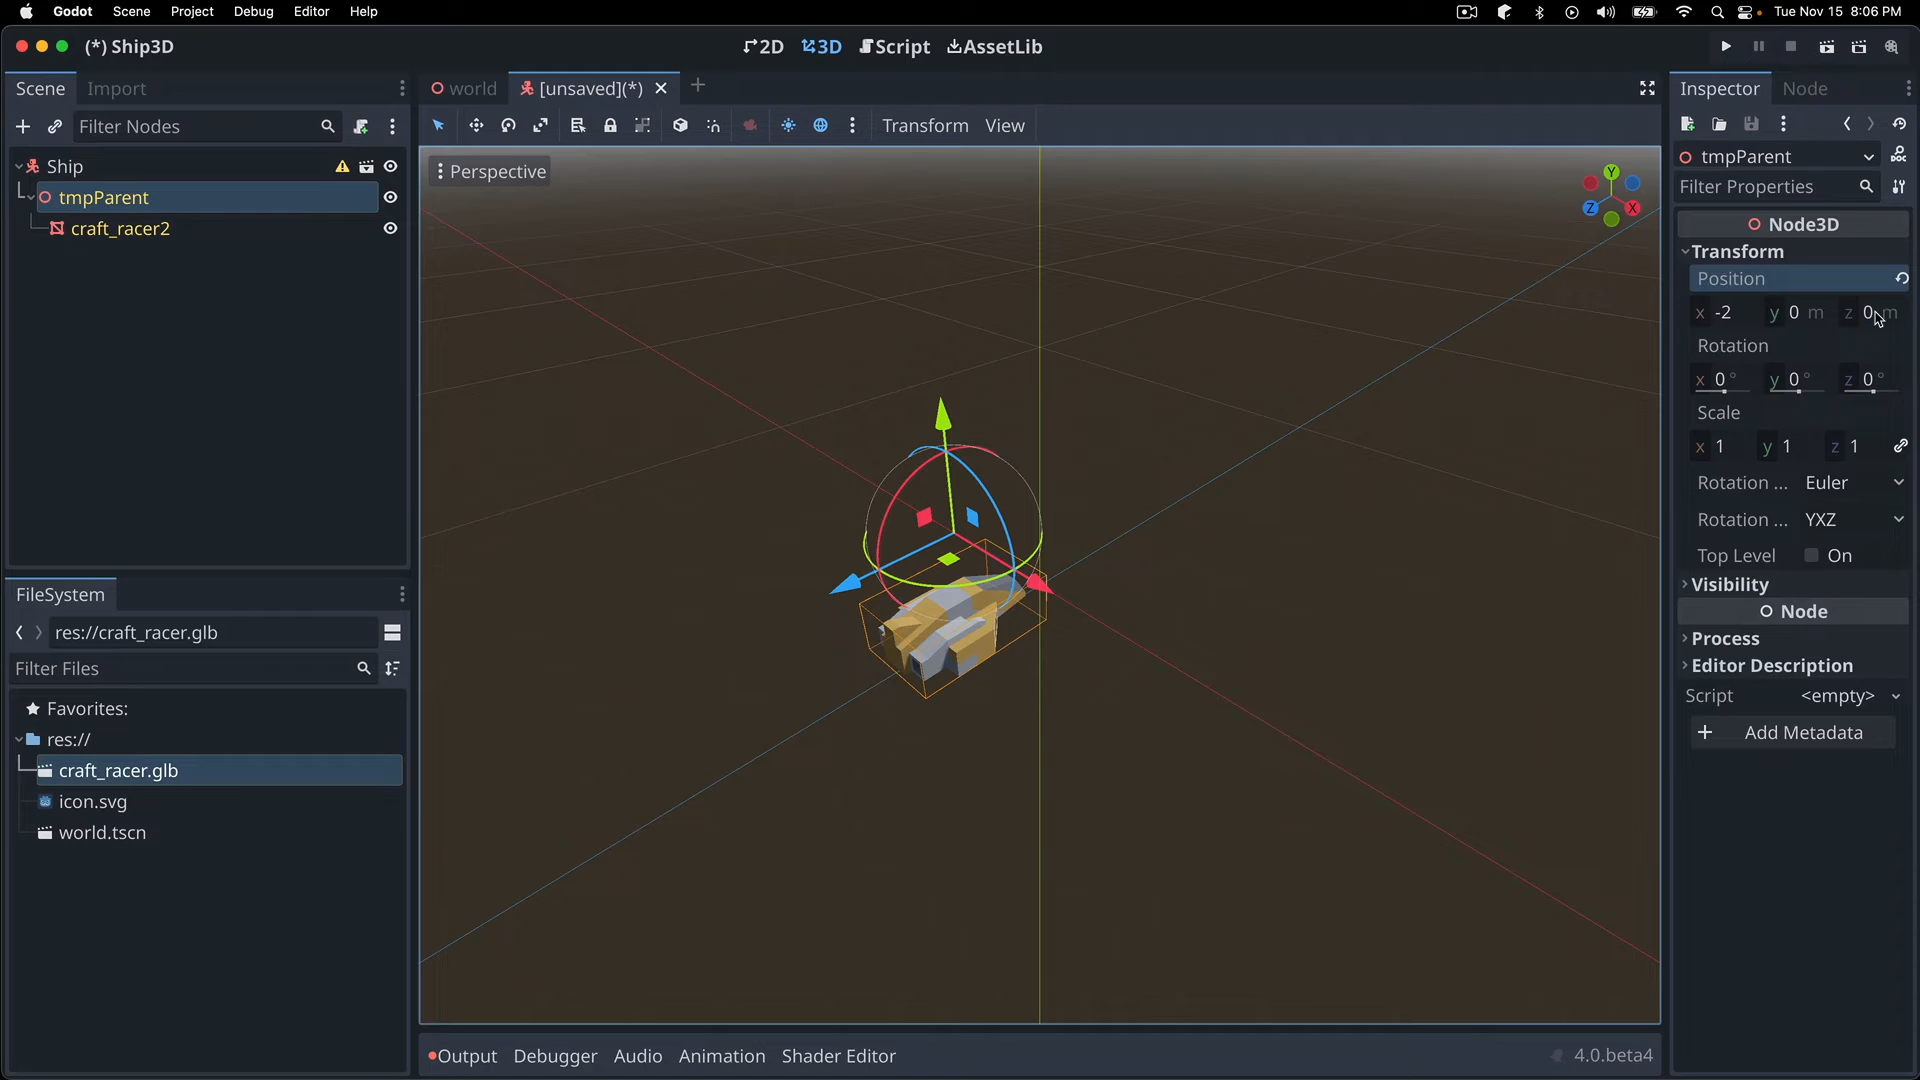 Godot Scene Project Debug Editor Help Tue Nov 15 8:06 PM
(*) Ship3D
2D 3D Script AssetLib
Scene Import
Filter Nodes
Ship
tmpParent
craft_racer2
FileSystem
res://craft_racer.glb
Filter Files
Favorites:
res://
craft_racer.glb
icon.svg
world.tscn
world [unsaved](*)
Transform View
Perspective
Y
Z X
Output Debugger Audio Animation Shader Editor 4.0.beta4
Inspector Node
DOC
tmpParent
Filter Properties
Node3D
Transform
Position
x -2 y 0 m z 0 m
Rotation
x 0 ° y 0 ° z 0 °
Scale
x 1 y 1 z 1
Rotation ... Euler
Rotation ... YXZ
Top Level On
Visibility
Node
Process
Editor Description
Script <empty>
Add Metadata